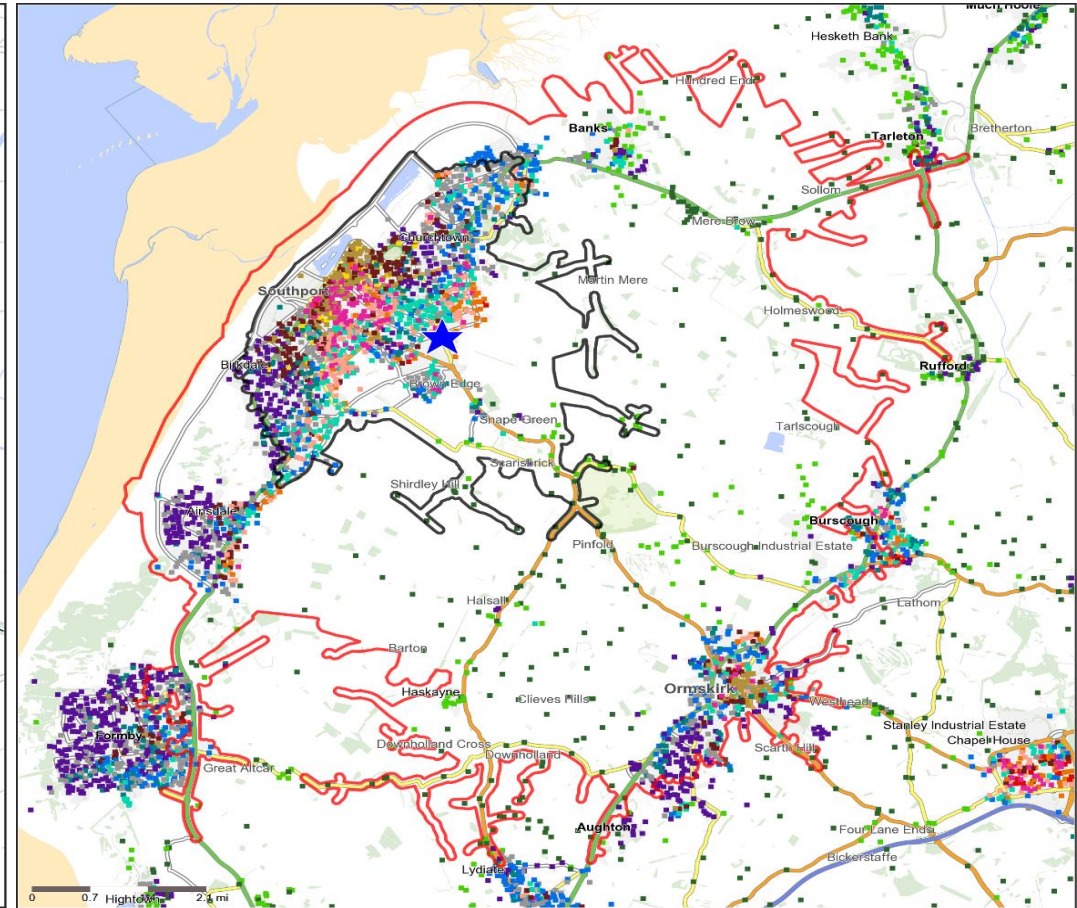 Much Hoole
Hesketh Bank
Hundred End
Banks
Tarleton
Bretherton
Sollom
Mere Brow
Churchtown
Martin Mere
Southport
Holmeswood
Birkdale
Rufford
Brown Edge
Snape Green
Tarlscough
Scarisbrick
Shirdley Hill
Ainsdale
Burscough
Pinfold
Burscough Industrial Estate
Halsall
Lathom
Barton
Haskayne
Ormskirk
Clieves Hills
Westhead
Stanley Industrial Estate
Chapel House
Formby
Downholland Cross
Downholland
Scarth Hill
Great Altcar
Aughton
Four Lane Ends
Bickerstaffe
Lydiate
0 0.7 2.1 mi
Hightown